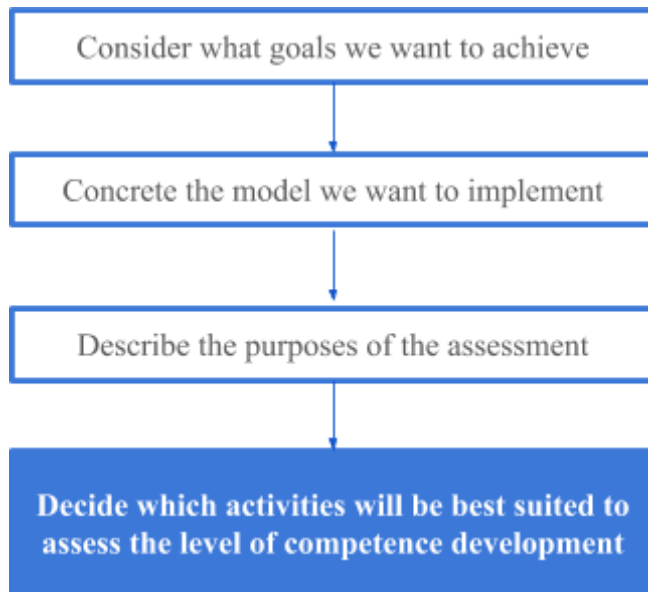 Consider what goals we want to achieve
Concrete the model we want to implement
Describe the purposes of the assessment
Decide which activities will be best suited to
assess the level of competence development